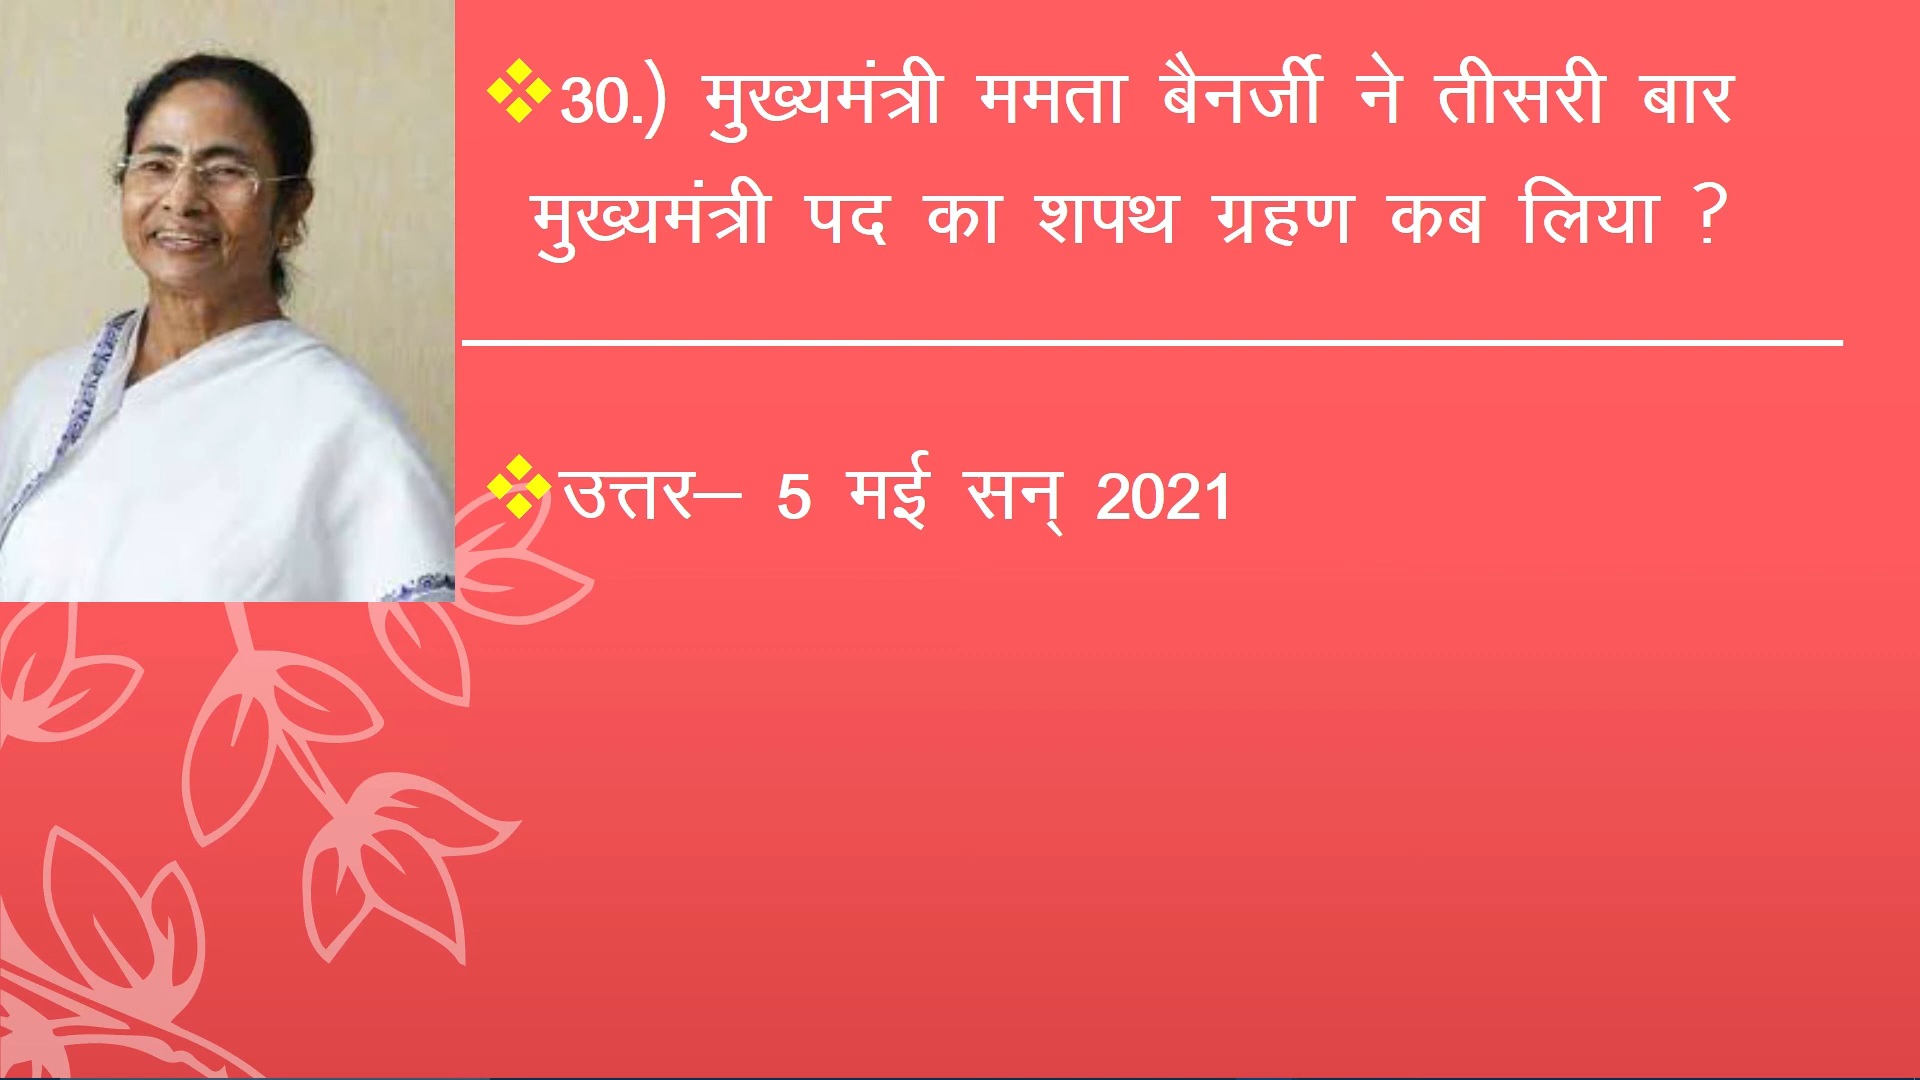 30.) मुख्यमंत्री ममता बैनर्जी ने तीसरी बार
मुख्यमंत्री पद का शपथ ग्रहण कब लिया ?
उत्तर– 5 मई सन् 2021